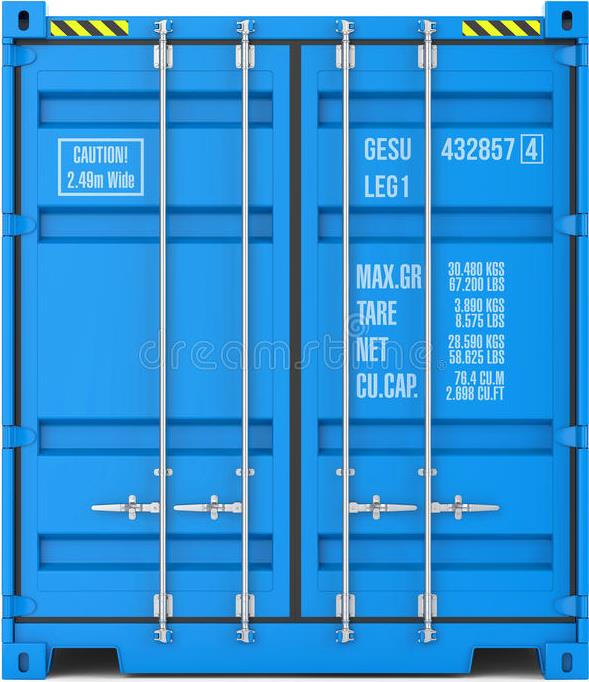 CAUTION!
2.49m Wide
GESU 432857 4
LEG1
MAX.GR 30.480 KGS
67.200 LBS
TARE 3.890 KGS
8.575 LBS
NET 28.590 KGS
58.625 LBS
CU.CAP. 76.4 CU.M
2.698 CU.FT
dreamstime.